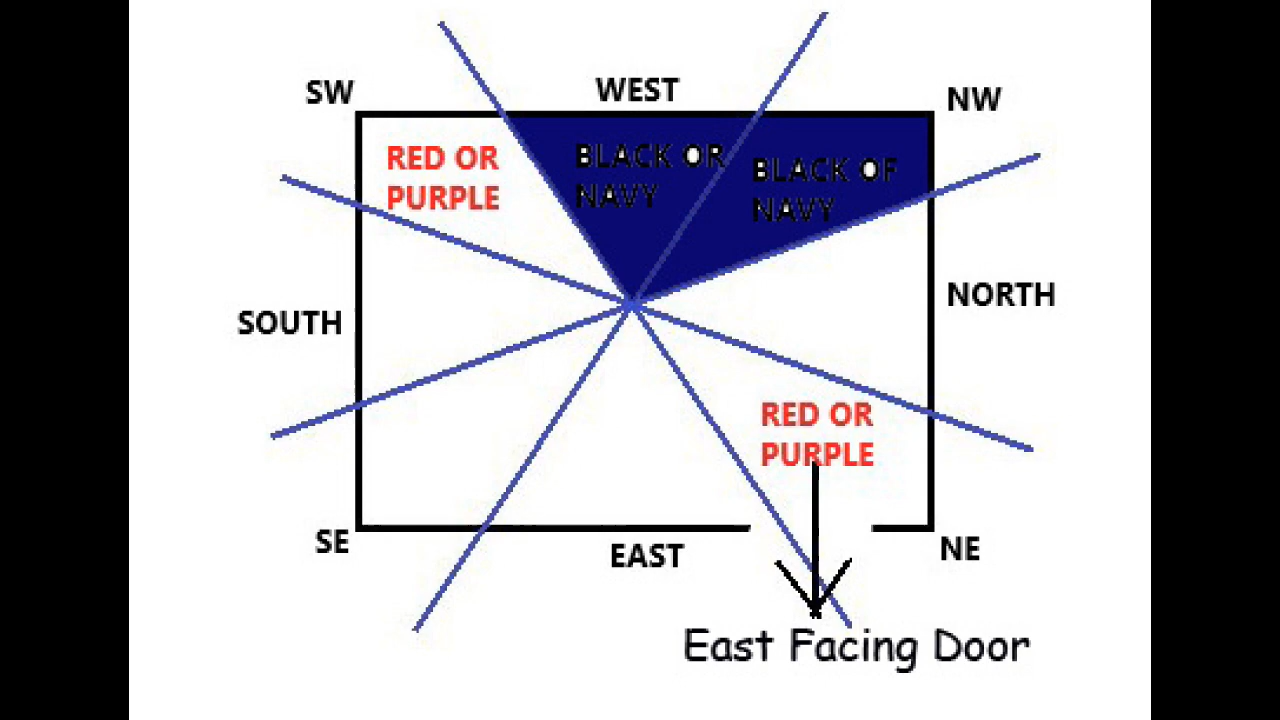 SW
WEST
NW
RED OR
PURPLE
BLACK OR
NAVY
BLACK OF
NAVY
SOUTH
NORTH
RED OR
PURPLE
SE
EAST
NE
East Facing Door